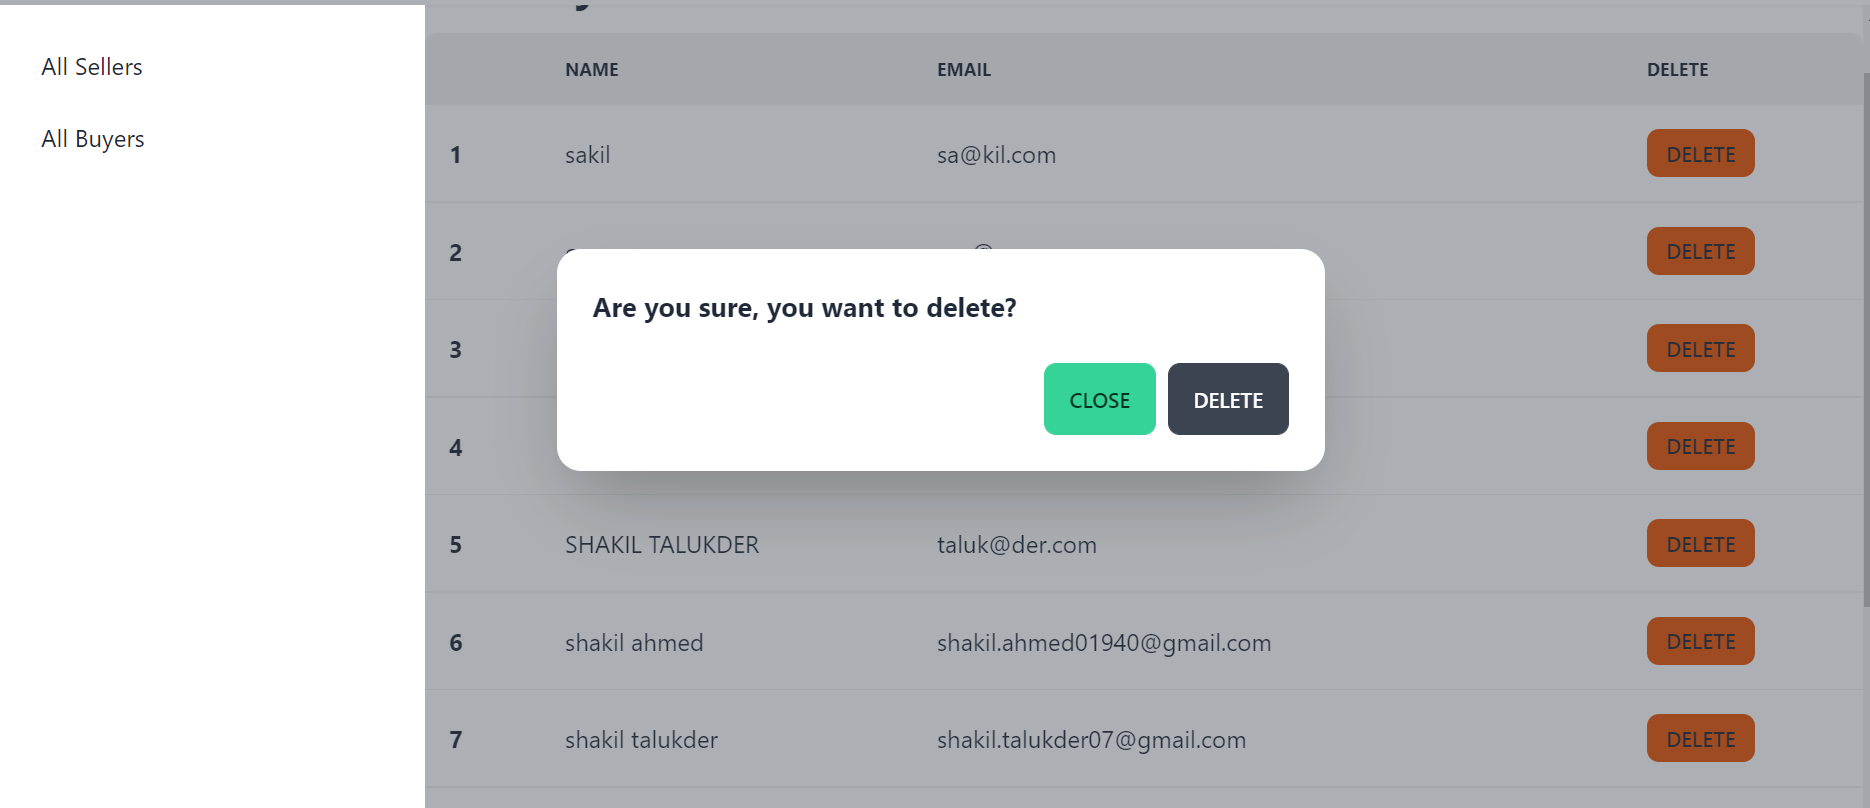 All Sellers
All Buyers
NAME EMAIL DELETE
1 sakil sa@kil.com DELETE
2 DELETE
Are you sure, you want to delete?
3 DELETE
CLOSE DELETE
4 DELETE
5 SHAKIL TALUKDER taluk@der.com DELETE
6 shakil ahmed shakil.ahmed01940@gmail.com DELETE
7 shakil talukder shakil.talukder07@gmail.com DELETE